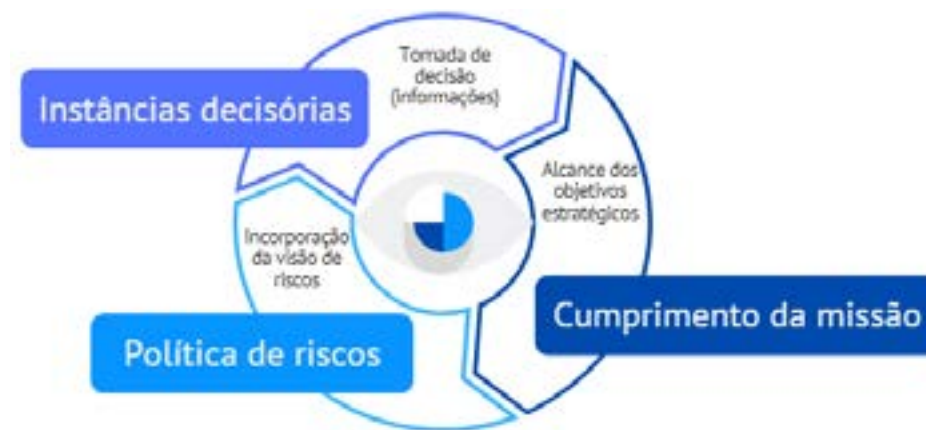 Tomada de
decisão
(informações)
Instâncias decisórias
Alcance dos
objetivos
estratégicos
Incorporação
da visão de
riscos
Cumprimento da missão
Política de riscos